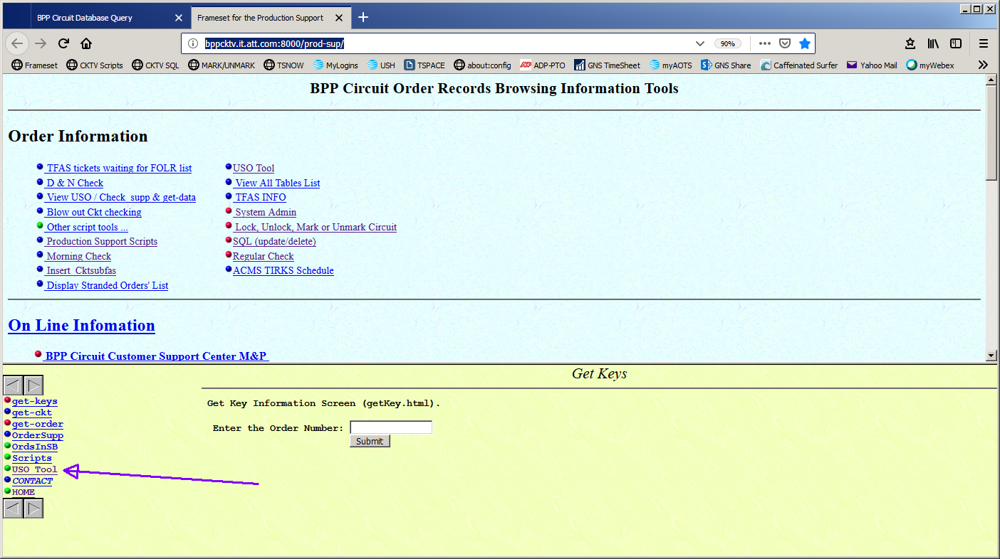 BPP Circuit Database Query
Frameset for the Production Support
bppcktv.it.att.com:8000/prod-sup/
90%
Frameset CKTV Scripts CKTV SQL MARK/UNMARK TSNOW MyLogins USH TSPACE about:config ADP-PTO GNS TimeSheet myAOTS GNS Share Caffeinated Surfer Yahoo Mail myWebex
BPP Circuit Order Records Browsing Information Tools
Order Information
TFAS tickets waiting for FOLR list
D & N Check
View USO / Check_supp & get-data
Blow out Ckt checking
Other script tools ...
Production Support Scripts
Morning Check
Insert_Cktsubfas
Display Stranded Orders' List
USO Tool
View All Tables List
TFAS INFO
System Admin
Lock, Unlock, Mark or Unmark Circuit
SQL (update/delete)
Regular Check
ACMS TIRKS Schedule
On Line Infomation
BPP Circuit Customer Support Center M&P
get-keys
get-ckt
get-order
OrderSupp
OrdsInSB
Scripts
USO Tool
CONTACT
HOME
Get Keys
Get Key Information Screen (getKey.html).
Enter the Order Number:
Submit